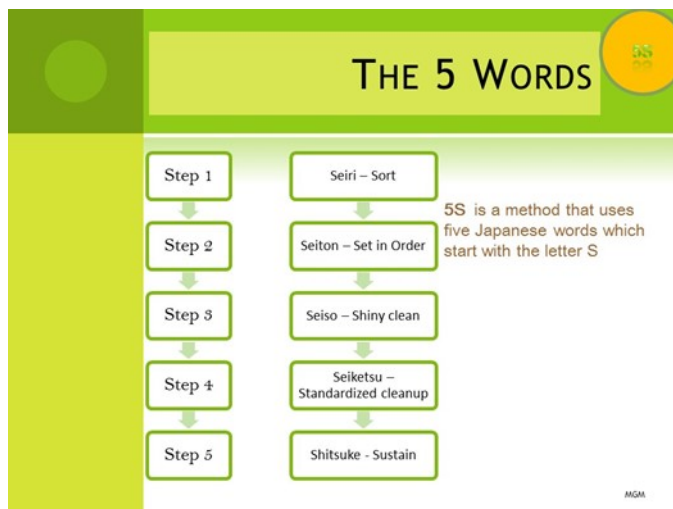 THE 5 WORDS
5S
Step 1
Seiri – Sort
Step 2
Seiton – Set in Order
Step 3
Seiso – Shiny clean
Step 4
Seiketsu –
Standardized cleanup
Step 5
Shitsuke - Sustain
5S is a method that uses
five Japanese words which
start with the letter S
MGM